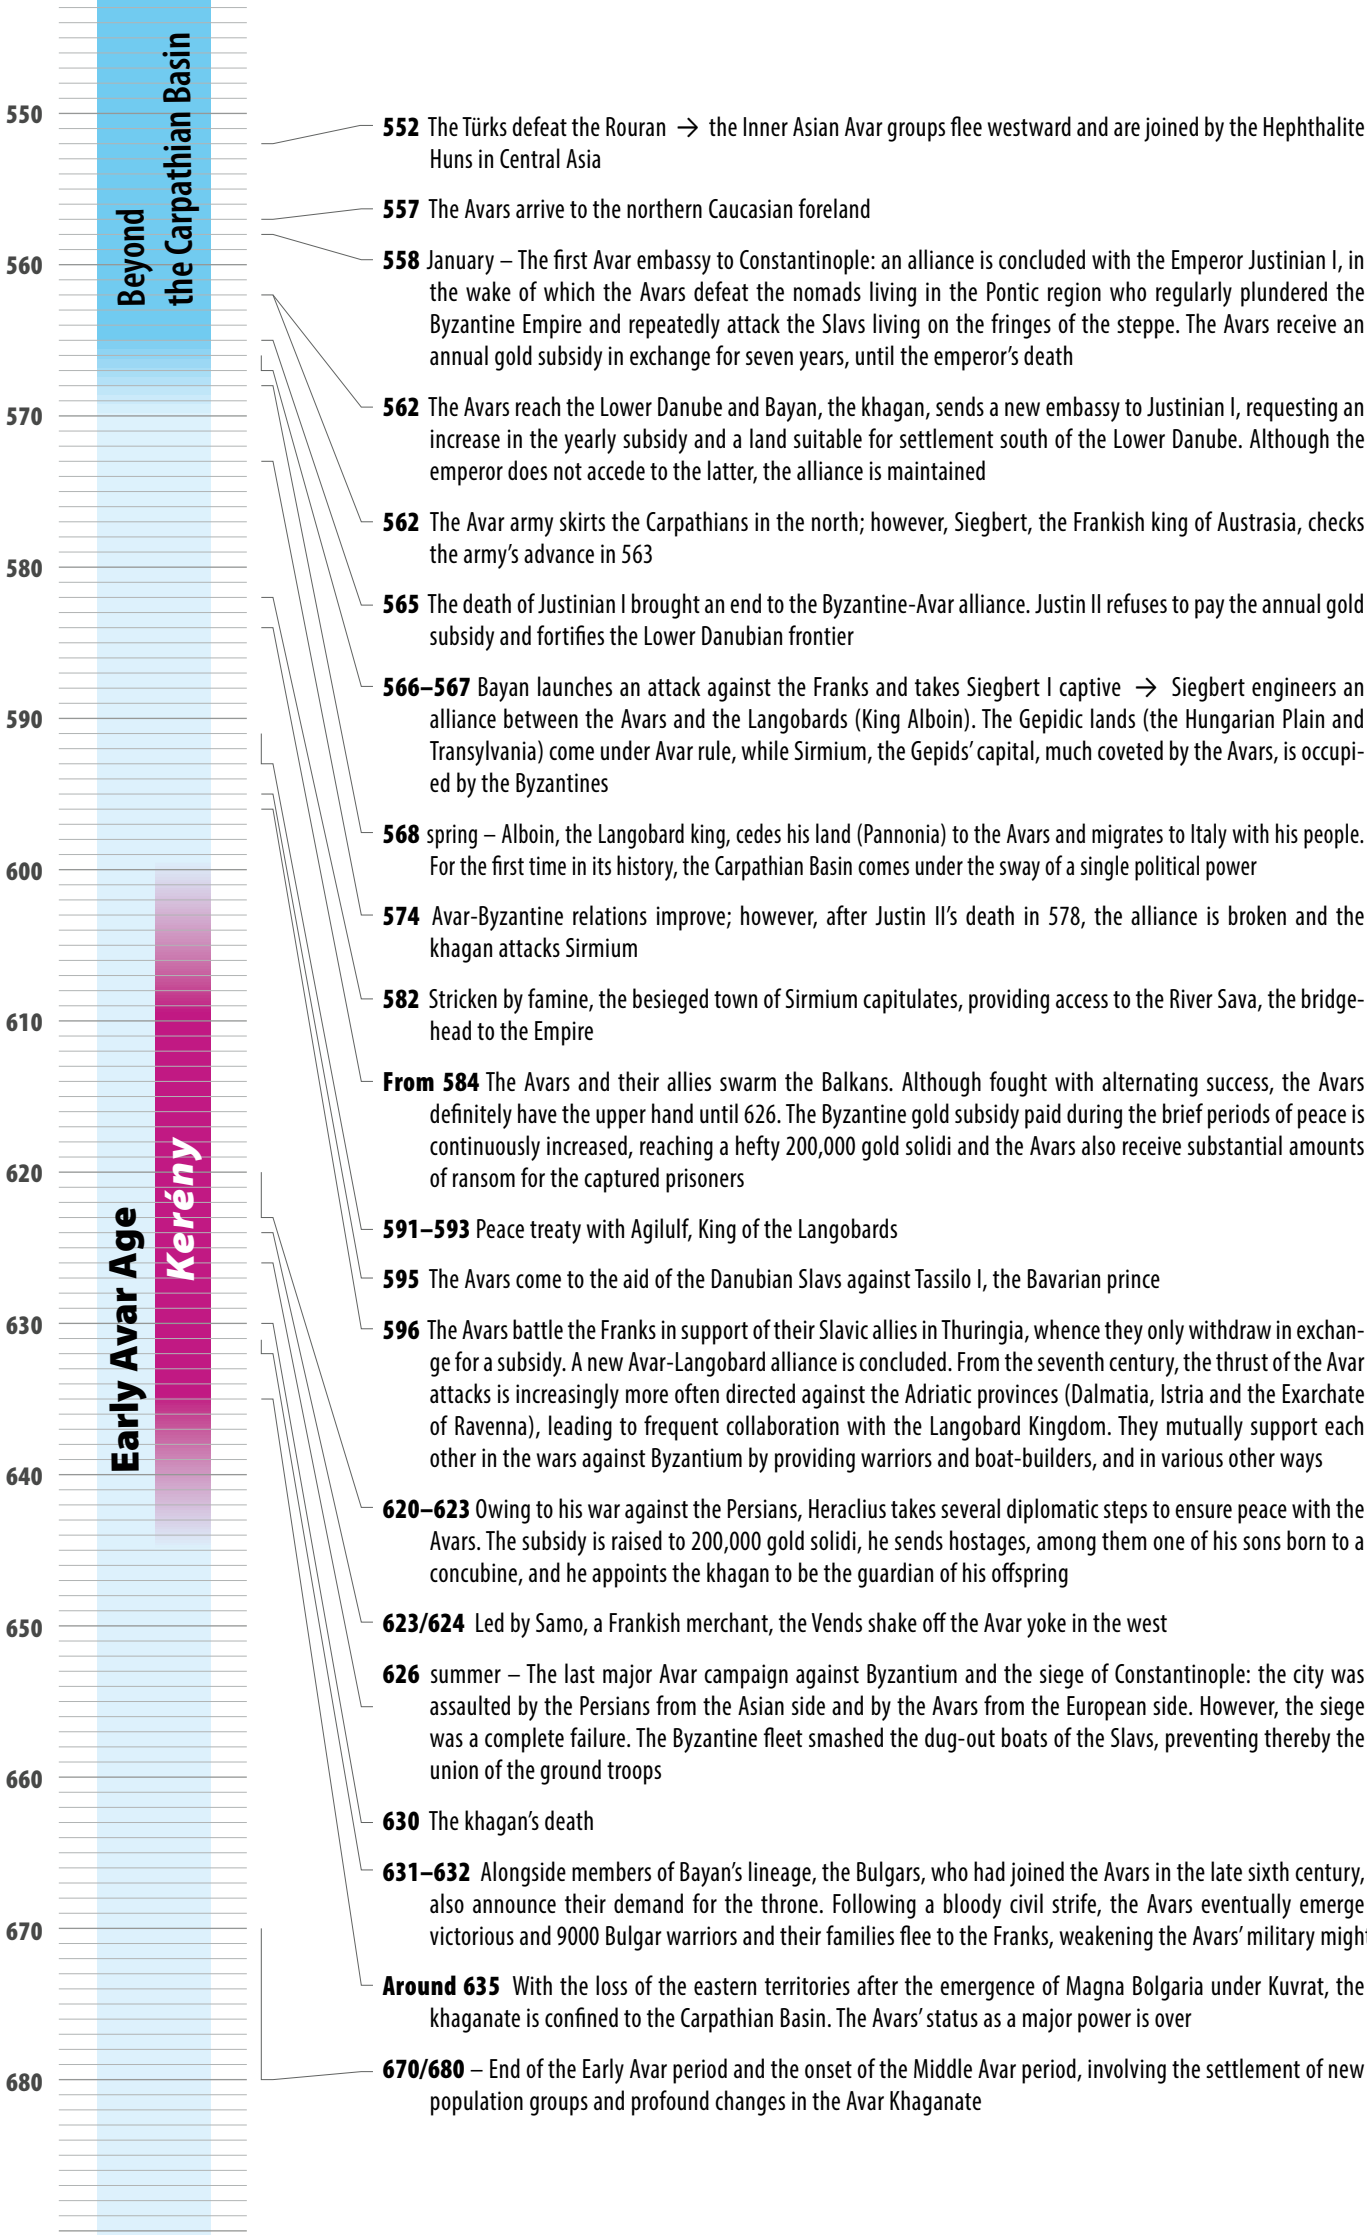 Beyond
the Carpathian Basin
Early Avar Age
Kerény
550
560
570
580
590
600
610
620
630
640
650
660
670
680
552 The Türks defeat the Rouran → the Inner Asian Avar groups flee westward and are joined by the Hephthalite
Huns in Central Asia
557 The Avars arrive to the northern Caucasian foreland
558 January – The first Avar embassy to Constantinople: an alliance is concluded with the Emperor Justinian I, in
the wake of which the Avars defeat the nomads living in the Pontic region who regularly plundered the
Byzantine Empire and repeatedly attack the Slavs living on the fringes of the steppe. The Avars receive an
annual gold subsidy in exchange for seven years, until the emperor's death
562 The Avars reach the Lower Danube and Bayan, the khagan, sends a new embassy to Justinian I, requesting an
increase in the yearly subsidy and a land suitable for settlement south of the Lower Danube. Although the
emperor does not accede to the latter, the alliance is maintained
562 The Avar army skirts the Carpathians in the north; however, Siegbert, the Frankish king of Austrasia, checks
the army's advance in 563
565 The death of Justinian I brought an end to the Byzantine-Avar alliance. Justin II refuses to pay the annual gold
subsidy and fortifies the Lower Danubian frontier
566–567 Bayan launches an attack against the Franks and takes Siegbert I captive → Siegbert engineers an
alliance between the Avars and the Langobards (King Alboin). The Gepidic lands (the Hungarian Plain and
Transylvania) come under Avar rule, while Sirmium, the Gepids' capital, much coveted by the Avars, is occupi-
ed by the Byzantines
568 spring – Alboin, the Langobard king, cedes his land (Pannonia) to the Avars and migrates to Italy with his people.
For the first time in its history, the Carpathian Basin comes under the sway of a single political power
574 Avar-Byzantine relations improve; however, after Justin II's death in 578, the alliance is broken and the
khagan attacks Sirmium
582 Stricken by famine, the besieged town of Sirmium capitulates, providing access to the River Sava, the bridge-
head to the Empire
From 584 The Avars and their allies swarm the Balkans. Although fought with alternating success, the Avars
definitely have the upper hand until 626. The Byzantine gold subsidy paid during the brief periods of peace is
continuously increased, reaching a hefty 200,000 gold solidi and the Avars also receive substantial amounts
of ransom for the captured prisoners
591–593 Peace treaty with Agilulf, King of the Langobards
595 The Avars come to the aid of the Danubian Slavs against Tassilo I, the Bavarian prince
596 The Avars battle the Franks in support of their Slavic allies in Thuringia, whence they only withdraw in exchan-
ge for a subsidy. A new Avar-Langobard alliance is concluded. From the seventh century, the thrust of the Avar
attacks is increasingly more often directed against the Adriatic provinces (Dalmatia, Istria and the Exarchate
of Ravenna), leading to frequent collaboration with the Langobard Kingdom. They mutually support each
other in the wars against Byzantium by providing warriors and boat-builders, and in various other ways
620–623 Owing to his war against the Persians, Heraclius takes several diplomatic steps to ensure peace with the
Avars. The subsidy is raised to 200,000 gold solidi, he sends hostages, among them one of his sons born to a
concubine, and he appoints the khagan to be the guardian of his offspring
623/624 Led by Samo, a Frankish merchant, the Vends shake off the Avar yoke in the west
626 summer – The last major Avar campaign against Byzantium and the siege of Constantinople: the city was
assaulted by the Persians from the Asian side and by the Avars from the European side. However, the siege
was a complete failure. The Byzantine fleet smashed the dug-out boats of the Slavs, preventing thereby the
union of the ground troops
630 The khagan's death
631–632 Alongside members of Bayan's lineage, the Bulgars, who had joined the Avars in the late sixth century,
also announce their demand for the throne. Following a bloody civil strife, the Avars eventually emerge
victorious and 9000 Bulgar warriors and their families flee to the Franks, weakening the Avars' military might
Around 635 With the loss of the eastern territories after the emergence of Magna Bolgaria under Kuvrat, the
khaganate is confined to the Carpathian Basin. The Avars' status as a major power is over
670/680 – End of the Early Avar period and the onset of the Middle Avar period, involving the settlement of new
population groups and profound changes in the Avar Khaganate